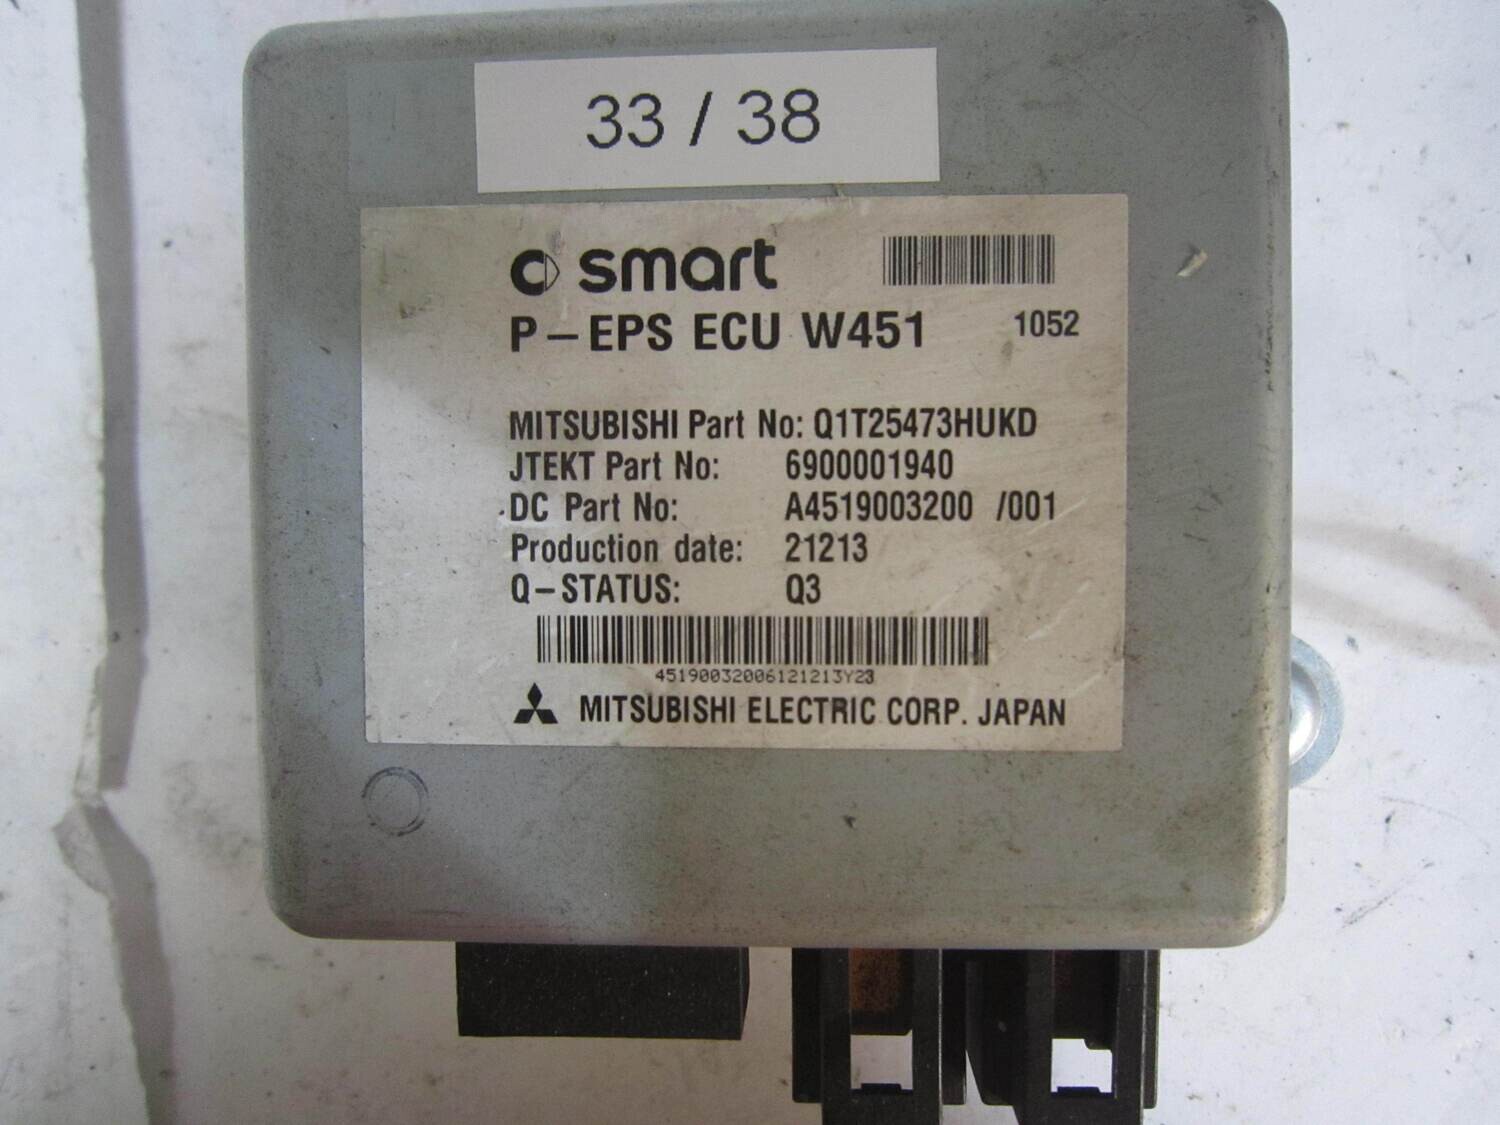 33 / 38
smart
P-EPS ECU W451 1052
MITSUBISHI Part No: Q1T25473HUKD
JTEKT Part No: 6900001940
DC Part No: A4519003200 /001
Production date: 21213
Q-STATUS: Q3
45190032006121213Y23
MITSUBISHI ELECTRIC CORP. JAPAN